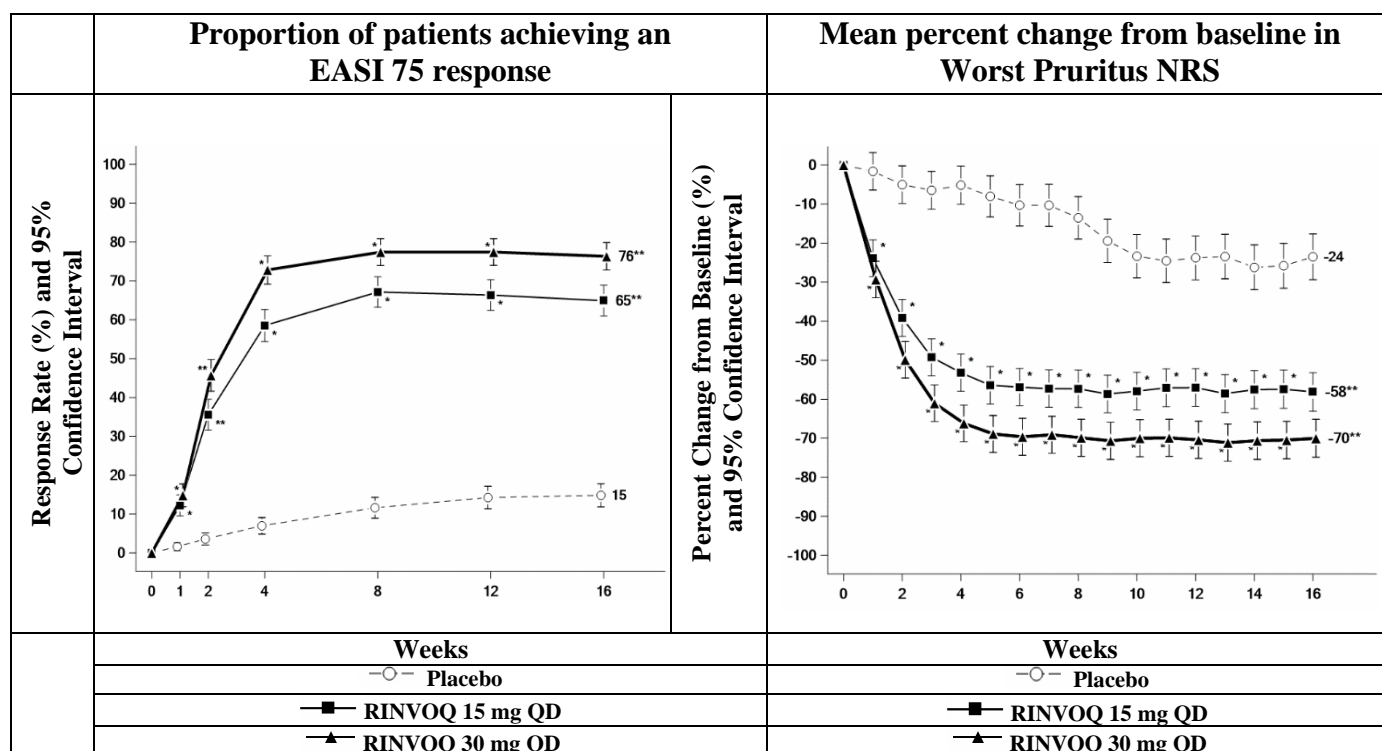 Proportion of patients achieving an
EASI 75 response
Mean percent change from baseline in
Worst Pruritus NRS
Response Rate (%) and 95%
Confidence Interval
100
90
80
70
60
50
40
30
20
10
0
76**
65**
15
0 1 2 4 8 12 16
Percent Change from Baseline (%)
and 95% Confidence Interval
0
-10
-20
-30
-40
-50
-60
-70
-80
-90
-100
-24
-58**
-70**
0 2 4 6 8 10 12 14 16
Weeks
Weeks
Placebo
Placebo
RINVOQ 15 mg QD
RINVOQ 15 mg QD
RINVOQ 30 mg QD
RINVOQ 30 mg QD